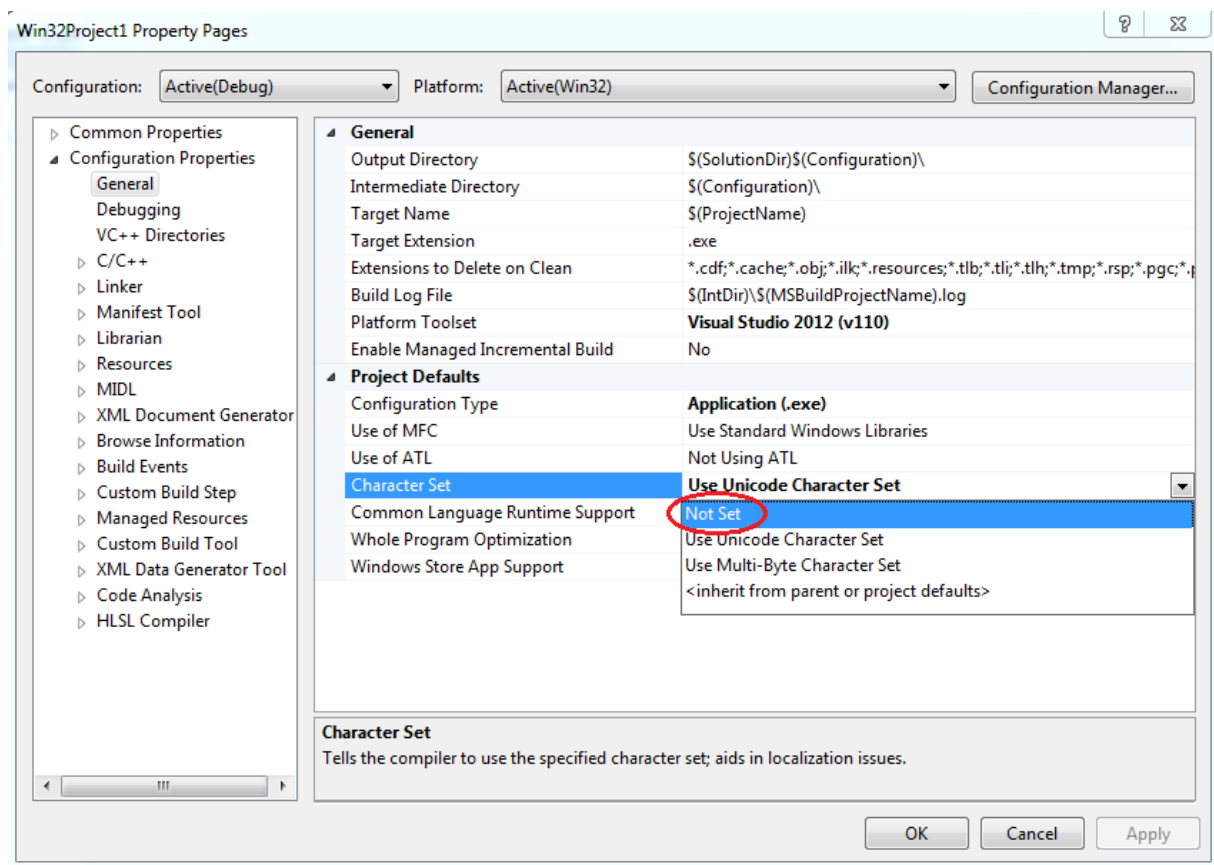 Win32Project1 Property Pages
Configuration: Active(Debug) Platform: Active(Win32) Configuration Manager...
Common Properties
Configuration Properties
General
Debugging
VC++ Directories
C/C++
Linker
Manifest Tool
Librarian
Resources
MIDL
XML Document Generator
Browse Information
Build Events
Custom Build Step
Managed Resources
Custom Build Tool
XML Data Generator Tool
Code Analysis
HLSL Compiler
General
Output Directory $(SolutionDir)$(Configuration)\
Intermediate Directory $(Configuration)\
Target Name $(ProjectName)
Target Extension .exe
Extensions to Delete on Clean *.cdf;*.cache;*.obj;*.ilk;*.resources;*.tlb;*.tli;*.tlh;*.tmp;*.rsp;*.pgc;*.p
Build Log File $(IntDir)\$(MSBuildProjectName).log
Platform Toolset Visual Studio 2012 (v110)
Enable Managed Incremental Build No
Project Defaults
Configuration Type Application (.exe)
Use of MFC Use Standard Windows Libraries
Use of ATL Not Using ATL
Character Set Use Unicode Character Set
Common Language Runtime Support Not Set
Whole Program Optimization Use Unicode Character Set
Windows Store App Support Use Multi-Byte Character Set
<inherit from parent or project defaults>
Character Set
Tells the compiler to use the specified character set; aids in localization issues.
OK Cancel Apply